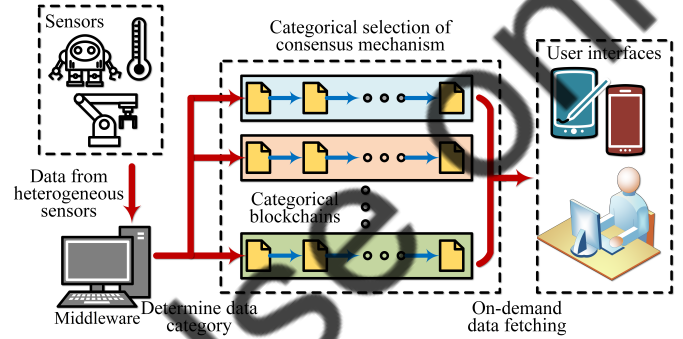 Sensors
Categorical selection of
consensus mechanism
User interfaces
Data from
heterogeneous
sensors
Categorical
blockchains
Middleware
Determine data
category
On-demand
data fetching